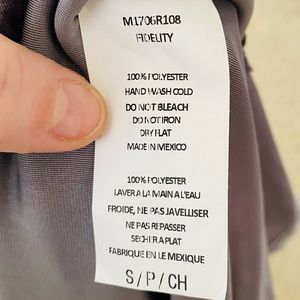 M1706R108
FIDELITY
100% POLYESTER
HAND WASH COLD
DO NOT BLEACH
DO NOT IRON
DRY FLAT
MADE IN MEXICO
100% POLYESTER
LAVER A LA MAIN A L'EAU
FROIDE, NE PAS JAVELLISER
NE PAS REPASSER
SECHER A PLAT
FABRIQUE EN LE MEXIQUE
S / P / CH